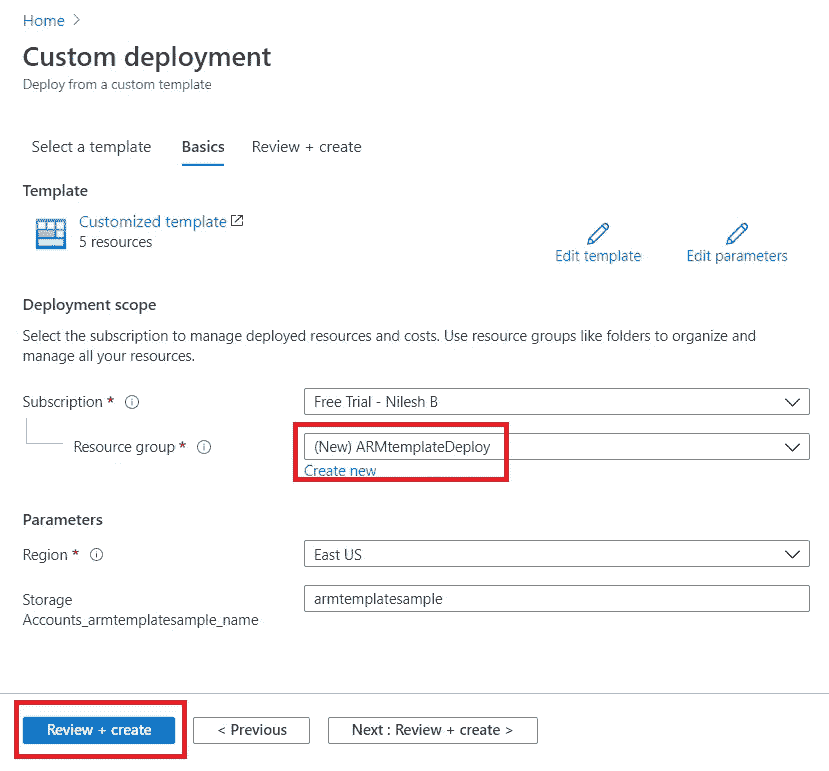 Home >
Custom deployment
Deploy from a custom template
Select a template Basics Review + create
Template
Customized template
5 resources
Edit template Edit parameters
Deployment scope
Select the subscription to manage deployed resources and costs. Use resource groups like folders to organize and
manage all your resources.
Subscription * Free Trial - Nilesh B
Resource group * (New) ARMtemplateDeploy
Create new
Parameters
Region * East US
Storage armtemplatesample
Accounts_armtemplatesample_name
Review + create < Previous Next : Review + create >